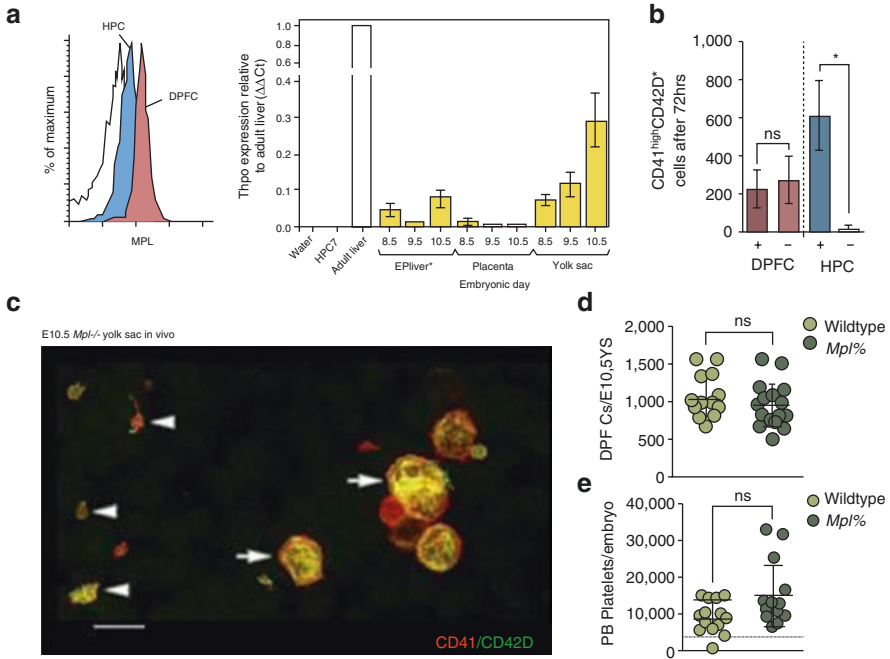 a
HPC
DPFC
% of maximum
MPL
Thpo expression relative
to adult liver (ΔΔCt)
1.0
0.8
0.6
0.4
0.2
0.1
0.0
Water
HPC7
Adult liver
8.5 9.5 10.5 8.5 9.5 10.5 8.5 9.5 10.5
EPliver* Placenta Yolk sac
Embryonic day
b
CD41highCD42D*
cells after 72hrs
1,000
800
600
400
200
0
ns
*
+ − + −
DPFC HPC
c
E10.5 Mpl-/- yolk sac in vivo
CD41/CD42D
d
DPF Cs/E10,5YS
2,000
1,500
1,000
500
0
ns
Wildtype
Mpl%
e
PB Platelets/embryo
40,000
30,000
20,000
10,000
0
ns
Wildtype
Mpl%